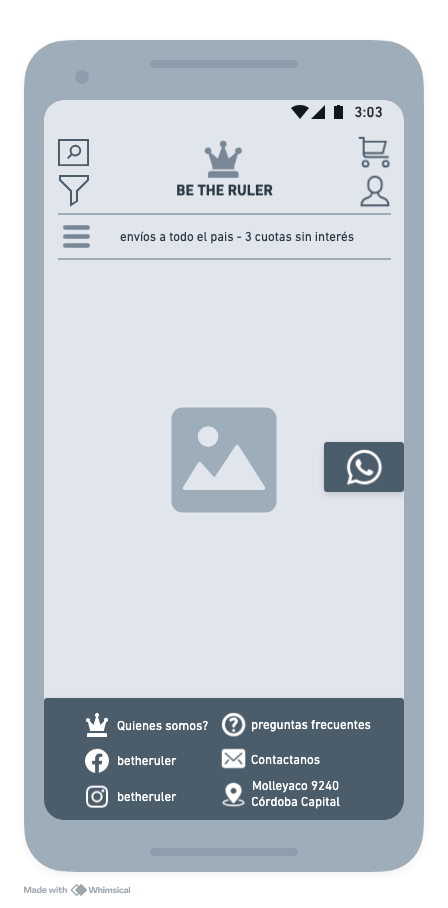 3:03
BE THE RULER
envíos a todo el pais - 3 cuotas sin interés
Quienes somos?
preguntas frecuentes
betheruler
Contactanos
betheruler
Molleyaco 9240
Córdoba Capital
Made with Whimsical